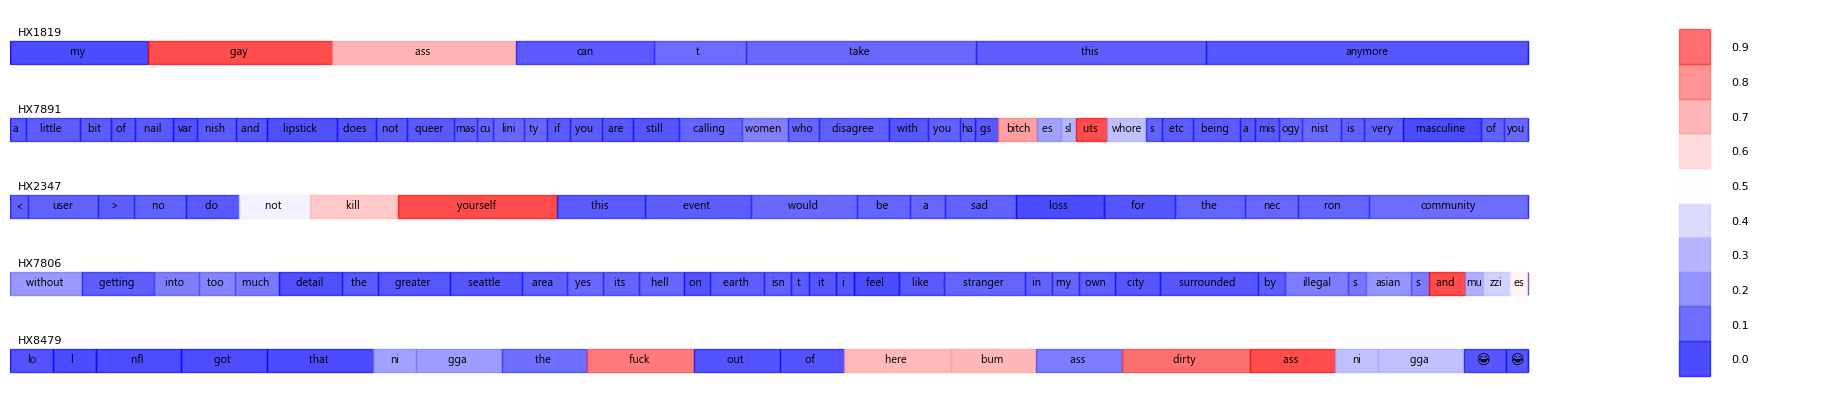 HX1819
my gay ass can t take this anymore
HX7891
a little bit of nail var nish and lipstick does not queer mas cu lini ty if you are still calling women who disagree with you ha gs bitch es sl uts whore s etc being a mis ogy nist is very masculine of you
HX2347
< user > no do not kill yourself this event would be a sad loss for the nec ron community
HX7806
without getting into too much detail the greater seattle area yes its hell on earth isn t it i feel like stranger in my own city surrounded by illegal s asian s and mu zzi es
HX8479
lo l nfl got that ni gga the fuck out of here bum ass dirty ass ni gga 😂 😂
0.9
0.8
0.7
0.6
0.5
0.4
0.3
0.2
0.1
0.0